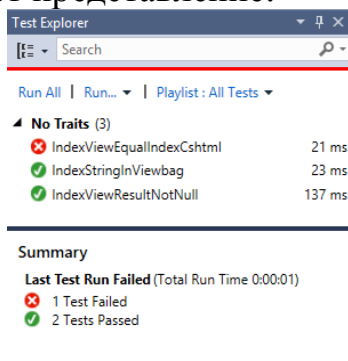 представление.
Test Explorer
Search
Run All | Run... | Playlist : All Tests
No Traits (3)
IndexViewEqualIndexCshtml 21 ms
IndexStringInViewbag 23 ms
IndexViewResultNotNull 137 ms
Summary
Last Test Run Failed (Total Run Time 0:00:01)
1 Test Failed
2 Tests Passed